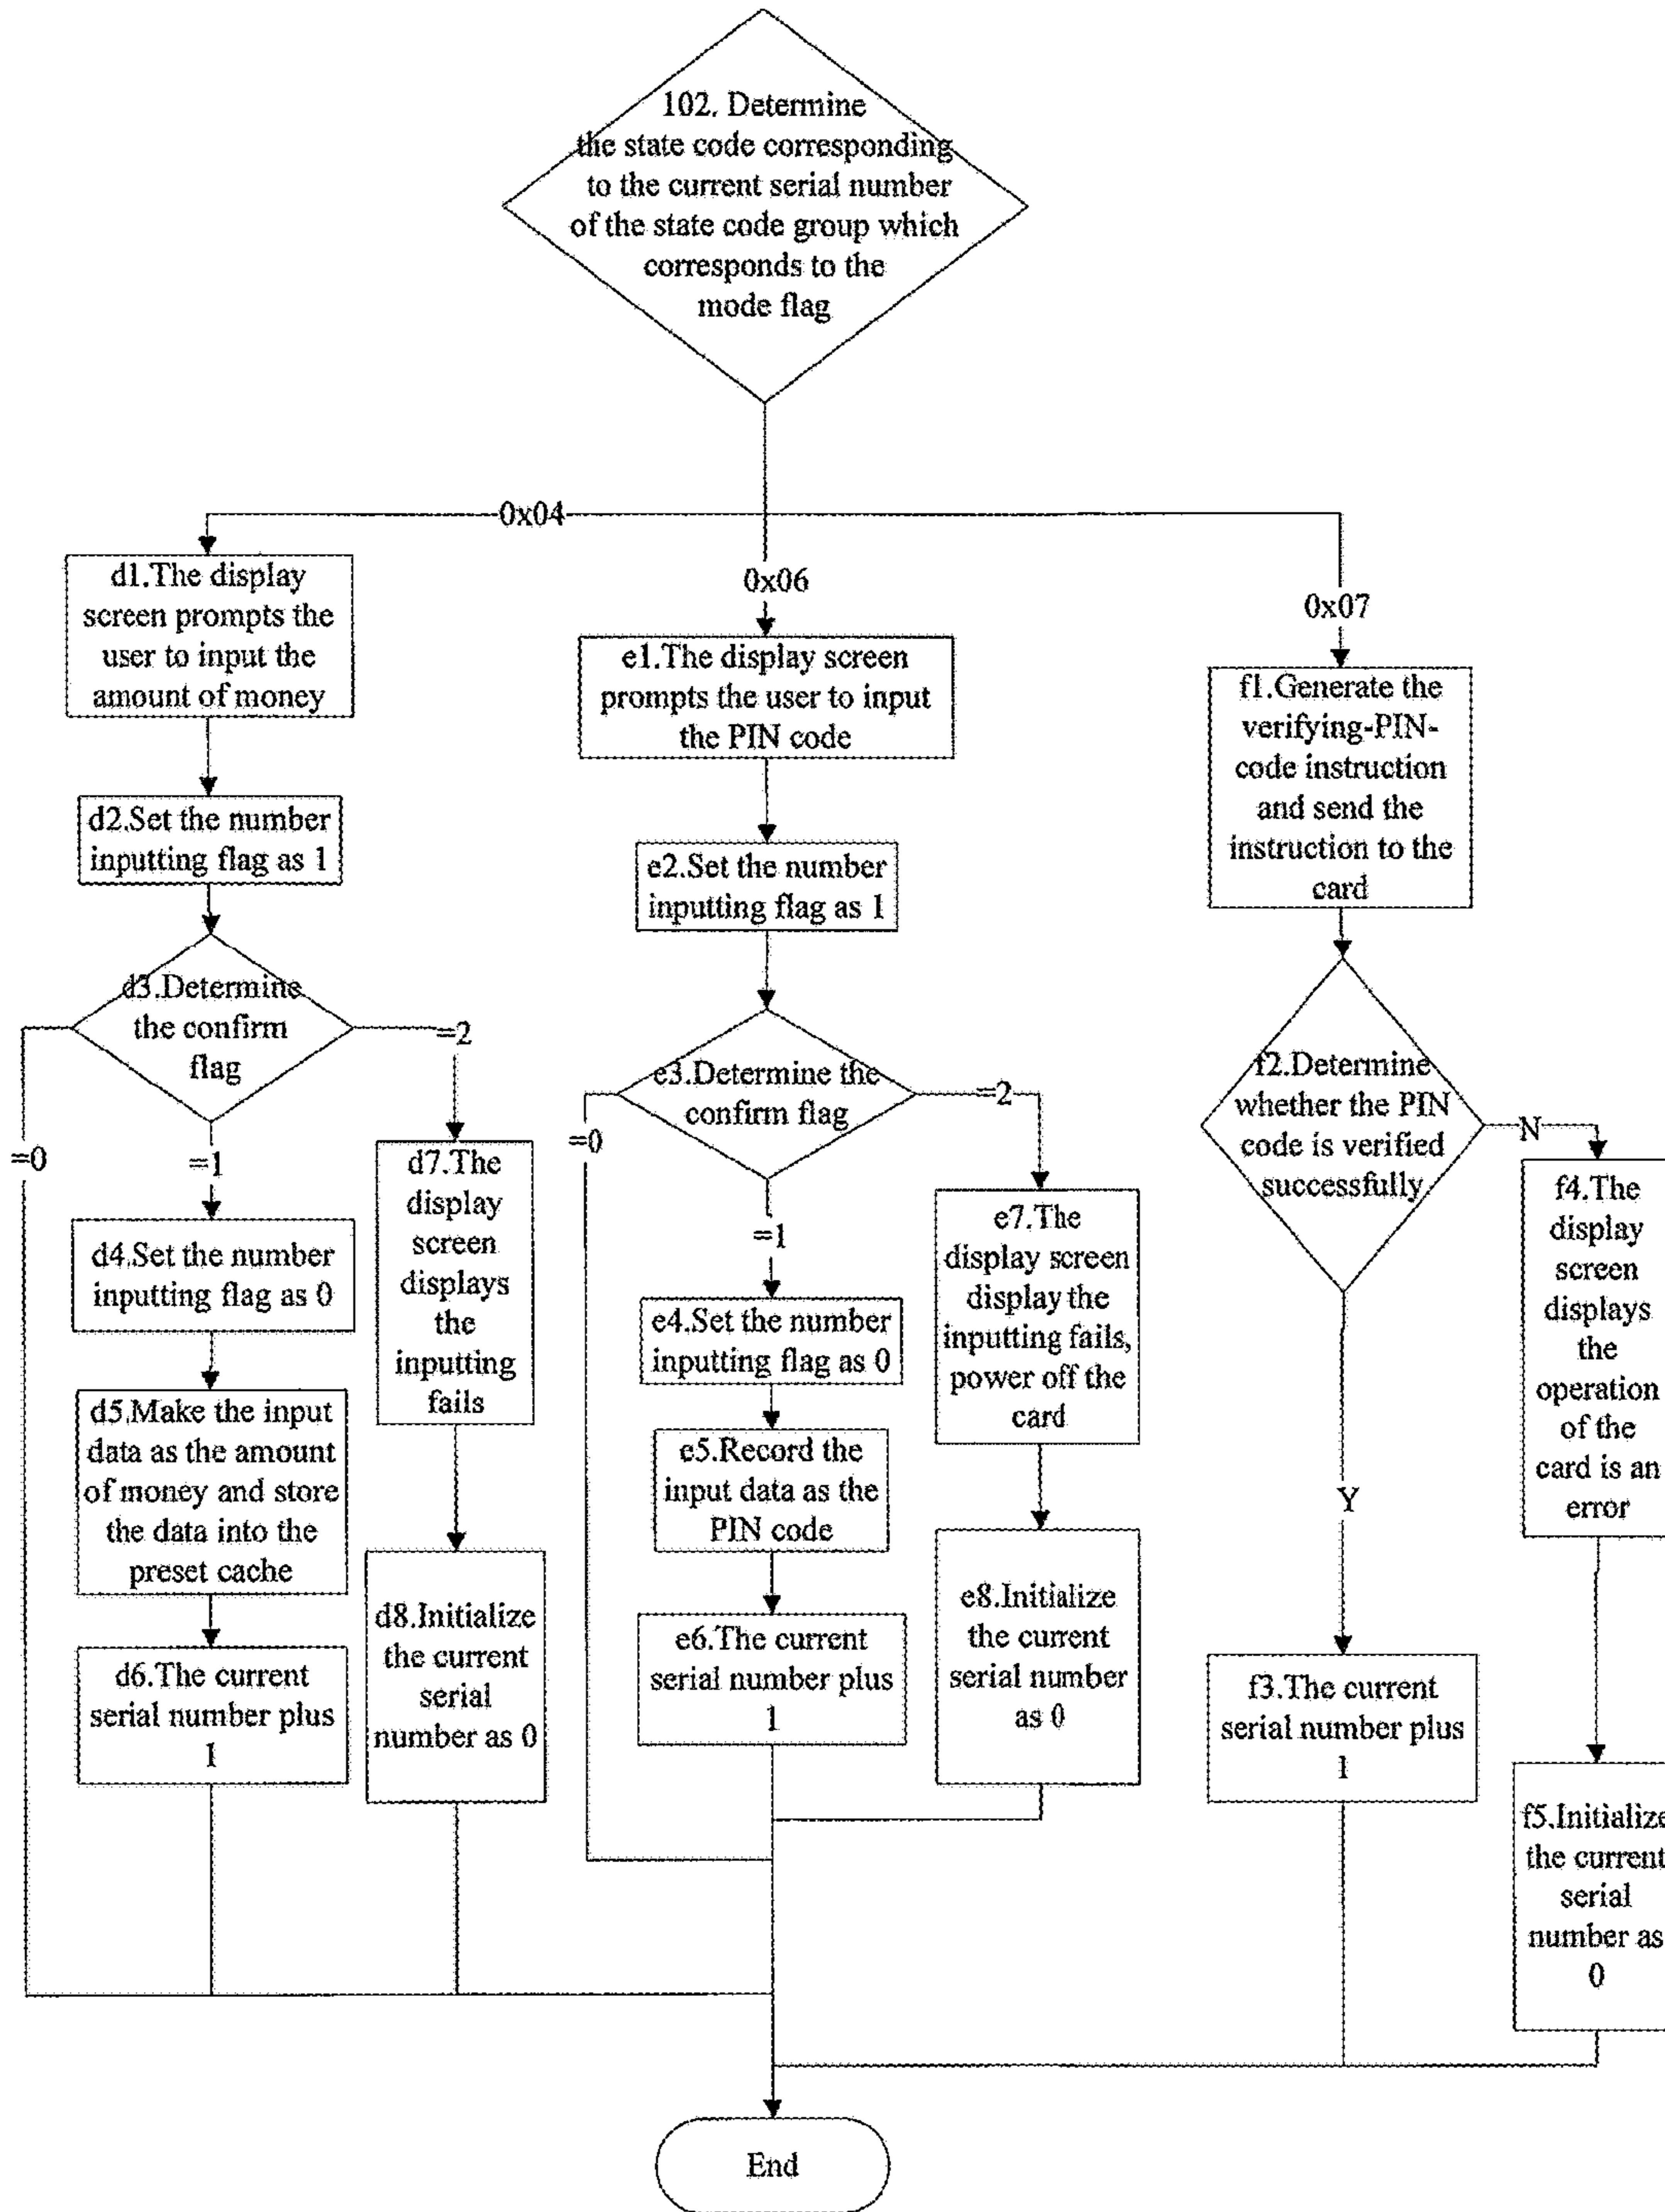 102. Determine
the state code corresponding
to the current serial number
of the state code group which
corresponds to the
mode flag
0x04
0x06
0x07
d1.The display
screen prompts the
user to input the
amount of money
d2.Set the number
inputting flag as 1
d3.Determine
the confirm
flag
=0
=1
=2
d4.Set the number
inputting flag as 0
d5.Make the input
data as the amount
of money and store
the data into the
preset cache
d6.The current
serial number plus
1
d7.The
display
screen
displays
the
inputting
fails
d8.Initialize
the current
serial
number as 0
e1.The display screen
prompts the user to input
the PIN code
e2.Set the number
inputting flag as 1
e3.Determine the
confirm flag
=0
=1
=2
e4.Set the number
inputting flag as 0
e5.Record the
input data as the
PIN code
e6.The current
serial number plus
1
e7.The
display screen
display the
inputting fails,
power off the
card
e8.Initialize
the current
serial number
as 0
f1.Generate the
verifying-PIN-
code instruction
and send the
instruction to the
card
f2.Determine
whether the PIN
code is verified
successfully
N
Y
f3.The current
serial number plus
1
f4.The
display
screen
displays
the
operation
of the
card is an
error
f5.Initialize
the current
serial
number as
0
End